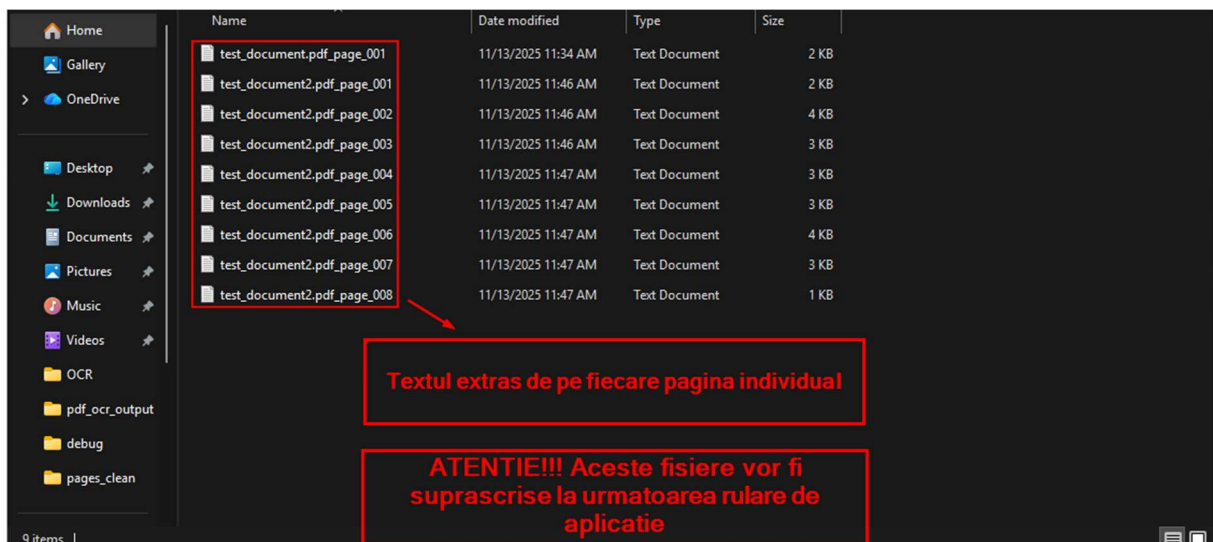 Name Date modified Type Size
Home
Gallery
OneDrive
Desktop
Downloads
Documents
Pictures
Music
Videos
OCR
pdf_ocr_output
debug
pages_clean
test_document.pdf_page_001 11/13/2025 11:34 AM Text Document 2 KB
test_document2.pdf_page_001 11/13/2025 11:46 AM Text Document 2 KB
test_document2.pdf_page_002 11/13/2025 11:46 AM Text Document 4 KB
test_document2.pdf_page_003 11/13/2025 11:46 AM Text Document 3 KB
test_document2.pdf_page_004 11/13/2025 11:47 AM Text Document 3 KB
test_document2.pdf_page_005 11/13/2025 11:47 AM Text Document 3 KB
test_document2.pdf_page_006 11/13/2025 11:47 AM Text Document 4 KB
test_document2.pdf_page_007 11/13/2025 11:47 AM Text Document 3 KB
test_document2.pdf_page_008 11/13/2025 11:47 AM Text Document 1 KB
Textul extras de pe fiecare pagina individual
ATENTIE!!! Aceste fisiere vor fi
suprascrise la urmatoarea rulare de
aplicatie
9 items